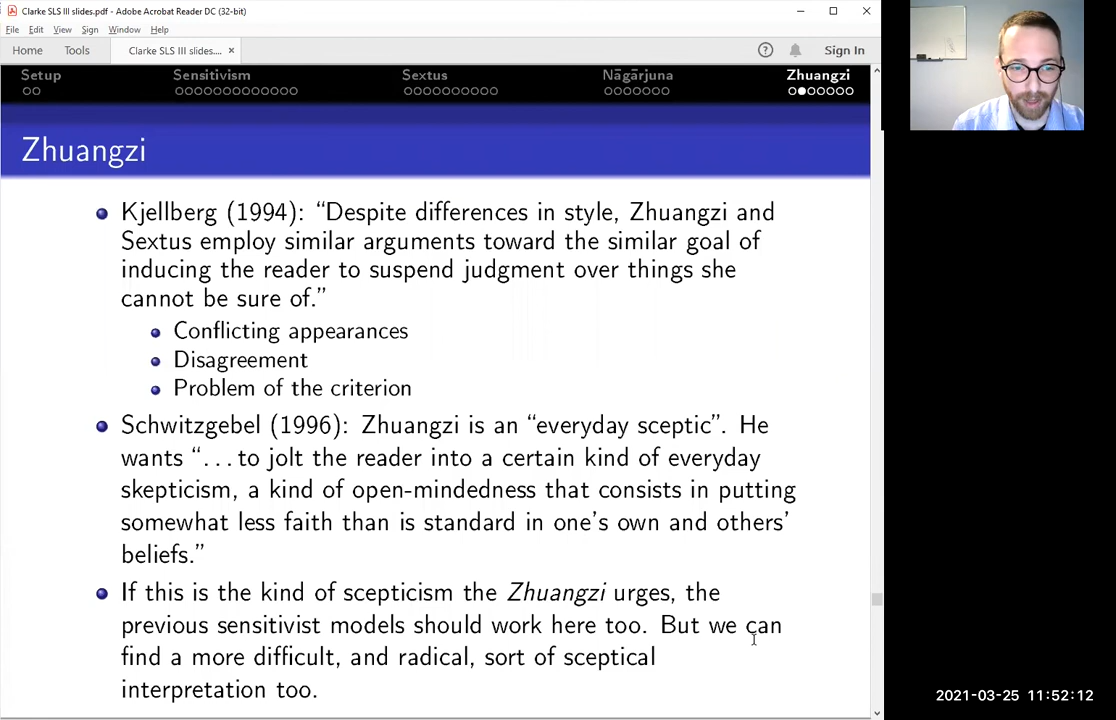 Clarke SLS III slides.pdf - Adobe Acrobat Reader DC (32-bit)
File Edit View Sign Window Help
Home Tools Clarke SLS III slides.... × Sign In
Setup Sensitivism Sextus Nāgārjuna Zhuangzi
Zhuangzi
Kjellberg (1994): “Despite differences in style, Zhuangzi and
Sextus employ similar arguments toward the similar goal of
inducing the reader to suspend judgment over things she
cannot be sure of.”
Conflicting appearances
Disagreement
Problem of the criterion
Schwitzgebel (1996): Zhuangzi is an “everyday sceptic”. He
wants “. . . to jolt the reader into a certain kind of everyday
skepticism, a kind of open-mindedness that consists in putting
somewhat less faith than is standard in one’s own and others’
beliefs.”
If this is the kind of scepticism the Zhuangzi urges, the
previous sensitivist models should work here too. But we can
find a more difficult, and radical, sort of sceptical
interpretation too.
2021-03-25 11:52:12